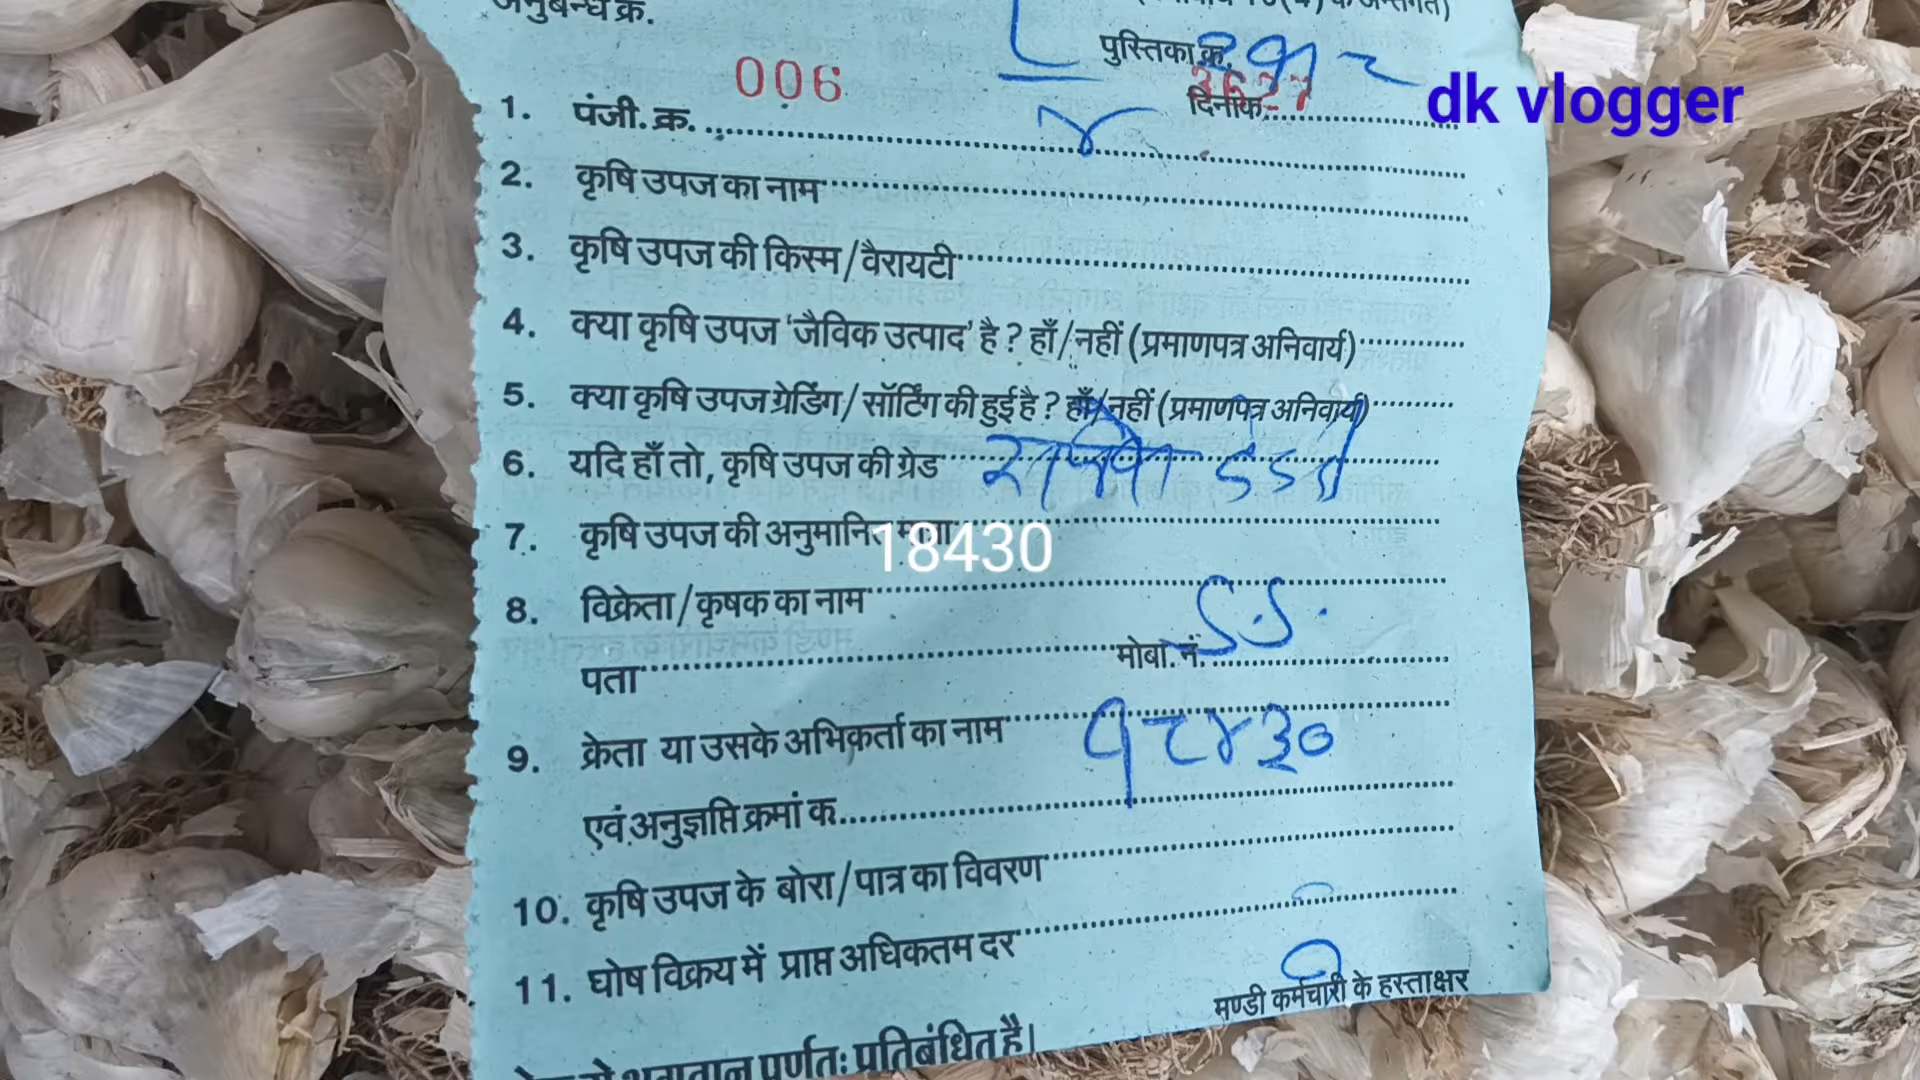 अनुबन्ध क्र.
पुस्तिका क्र.
006
3627
dk vlogger
1. पंजी. क्र. दिनांक
2. कृषि उपज का नाम
3. कृषि उपज की किस्म/वैरायटी
4. क्या कृषि उपज 'जैविक उत्पाद' है ? हाँ/नहीं (प्रमाणपत्र अनिवार्य)
5. क्या कृषि उपज ग्रेडिंग/ सॉर्टिंग की हुई है ? हाँ/नहीं (प्रमाणपत्र अनिवार्य)
6. यदि हाँ तो, कृषि उपज की ग्रेड
7. कृषि उपज की अनुमानित मात्रा
18430
8. विक्रेता/कृषक का नाम
S.S.
पता मोबा. नं.
9. क्रेता या उसके अभिकर्ता का नाम
१८४३०
एवं अनुज्ञप्ति क्रमांक
10. कृषि उपज के बोरा/पात्र का विवरण
11. घोष विक्रय में प्राप्त अधिकतम दर
मण्डी कर्मचारी के हस्ताक्षर
पूर्णतः प्रतिबंधित है।